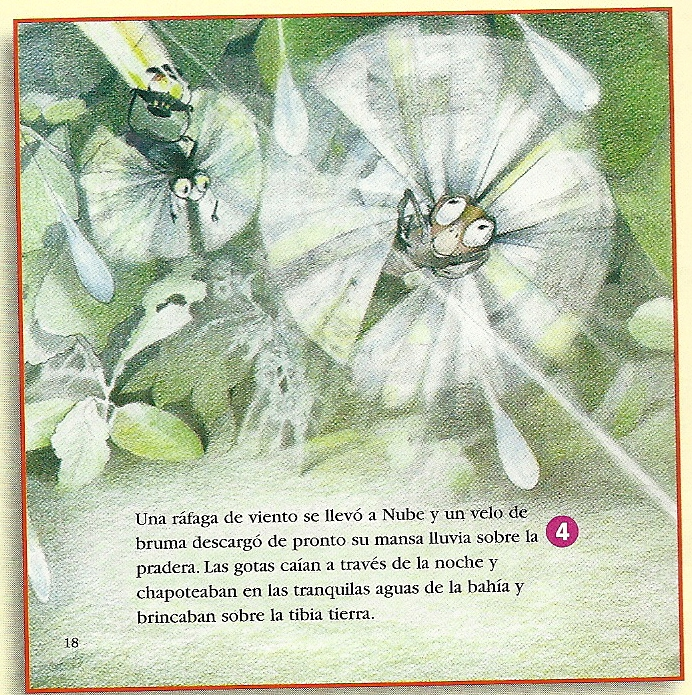 Una ráfaga de viento se llevó a Nube y un velo de
bruma descargó de pronto su mansa lluvia sobre la
pradera. Las gotas caían a través de la noche y
chapoteaban en las tranquilas aguas de la bahía y
brincaban sobre la tibia tierra.
4
18